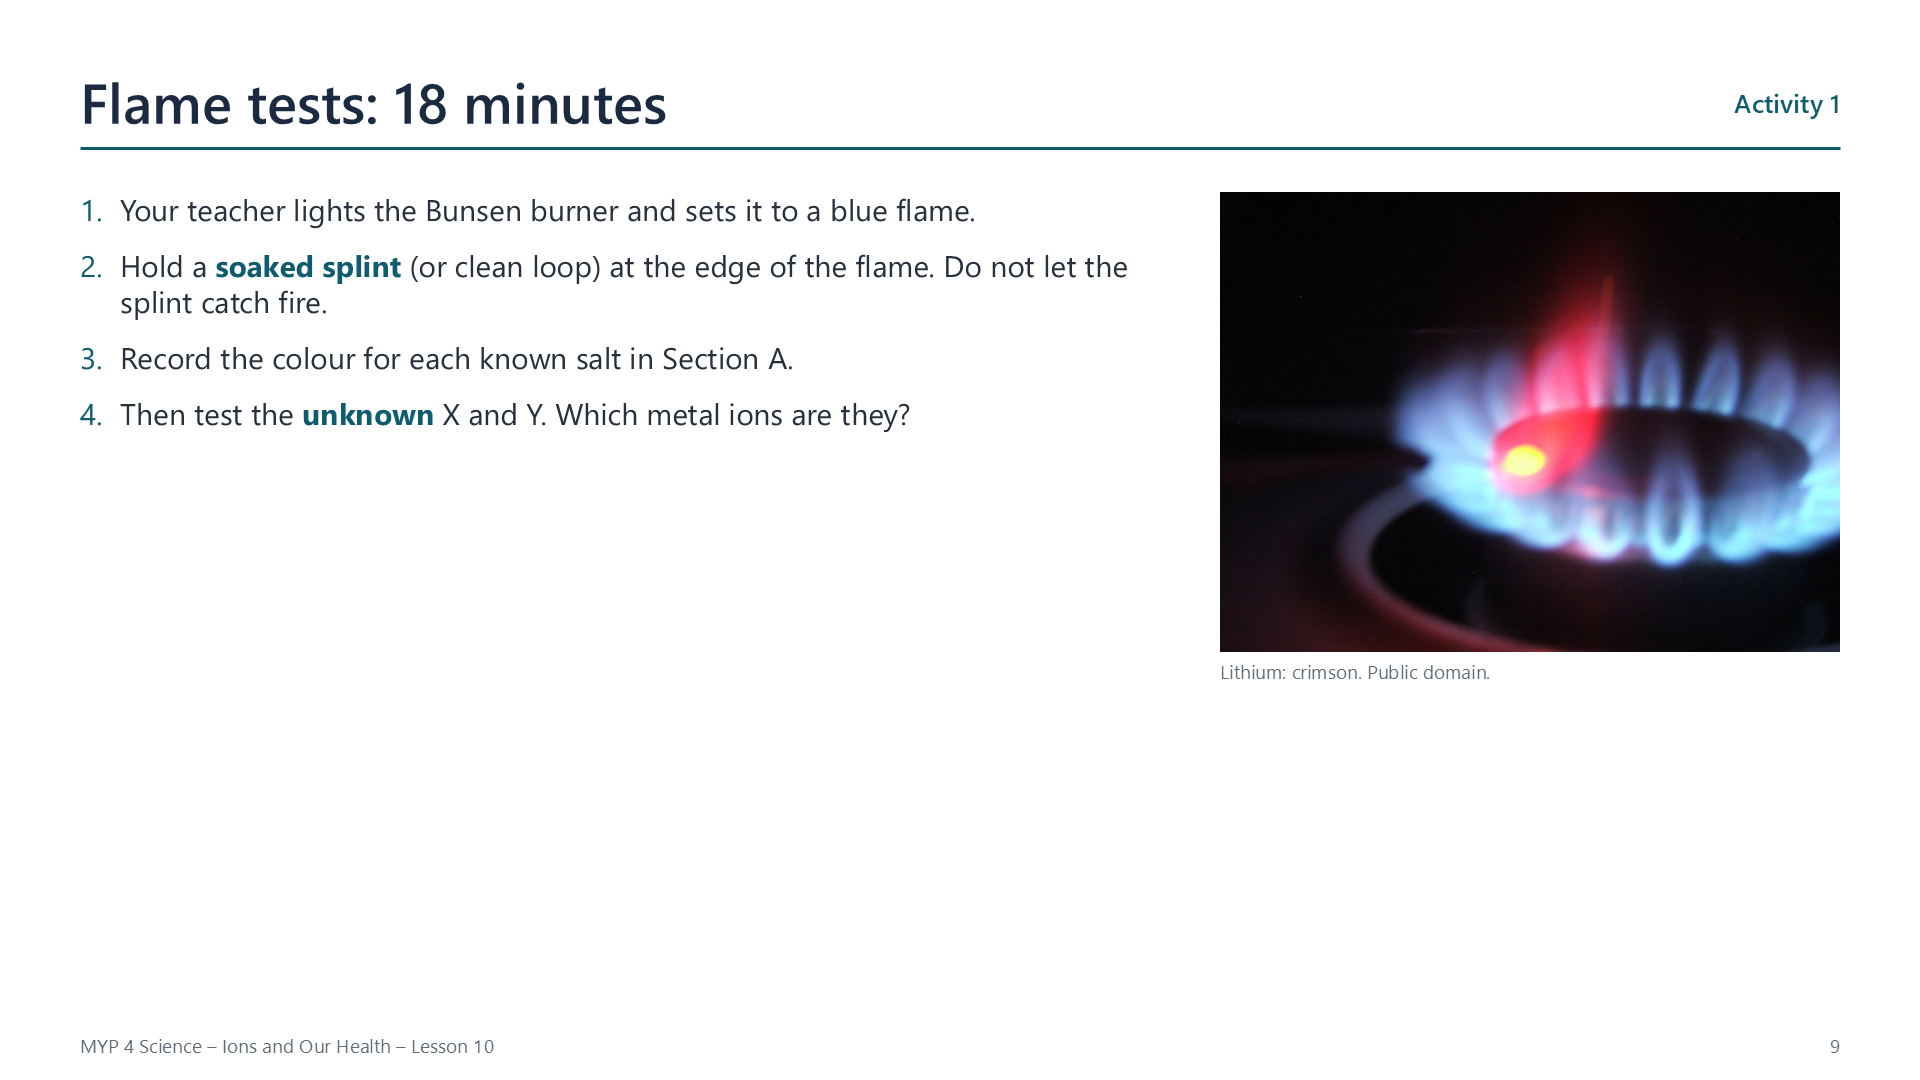 Flame tests: 18 minutes
Activity 1
1. Your teacher lights the Bunsen burner and sets it to a blue flame.
2. Hold a soaked splint (or clean loop) at the edge of the flame. Do not let the
splint catch fire.
3. Record the colour for each known salt in Section A.
4. Then test the unknown X and Y. Which metal ions are they?
Lithium: crimson. Public domain.
MYP 4 Science – Ions and Our Health – Lesson 10
9